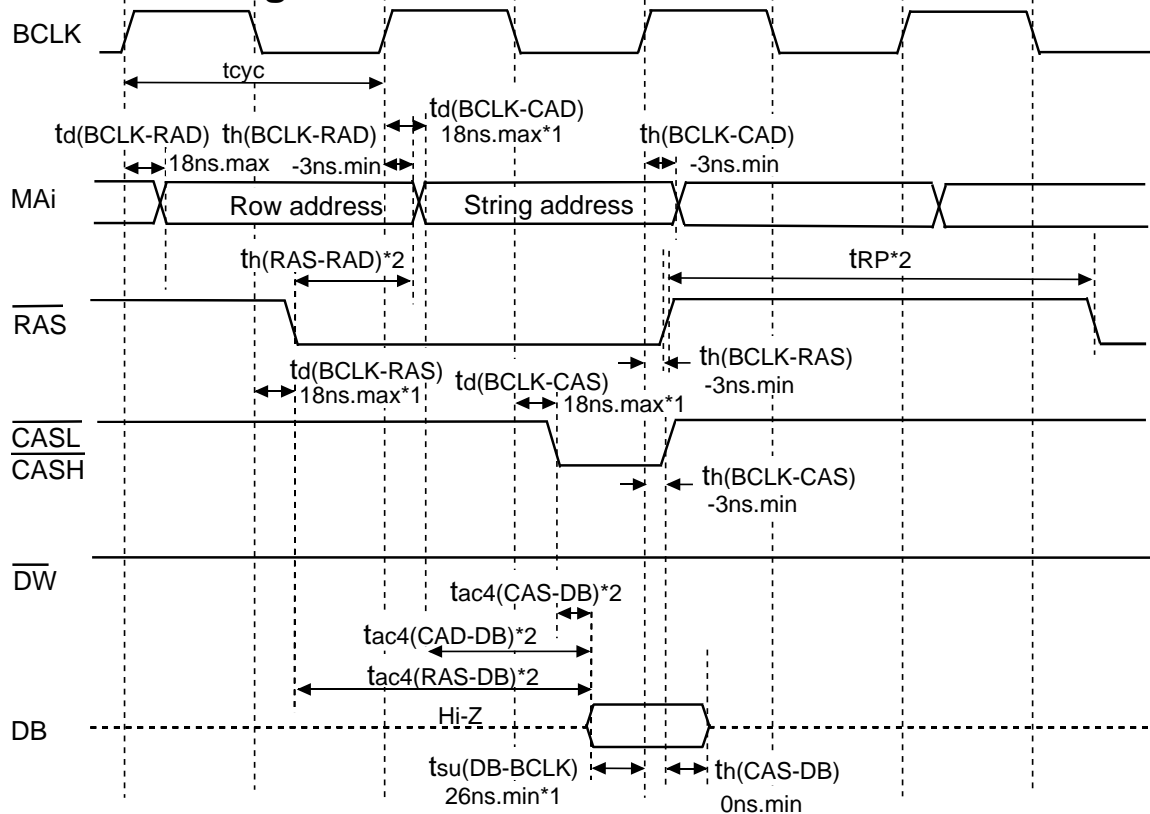 g
BCLK
tcyc
td(BCLK-CAD)
18ns.max*1
td(BCLK-RAD)
18ns.max
th(BCLK-RAD)
-3ns.min
th(BCLK-CAD)
-3ns.min
MAi
Row address
String address
th(RAS-RAD)*2
tRP*2
RAS
th(BCLK-RAS)
-3ns.min
td(BCLK-RAS)
18ns.max*1
td(BCLK-CAS)
18ns.max*1
CASL
CASH
th(BCLK-CAS)
-3ns.min
DW
tac4(CAS-DB)*2
tac4(CAD-DB)*2
tac4(RAS-DB)*2
Hi-Z
DB
tsu(DB-BCLK)
26ns.min*1
th(CAS-DB)
0ns.min